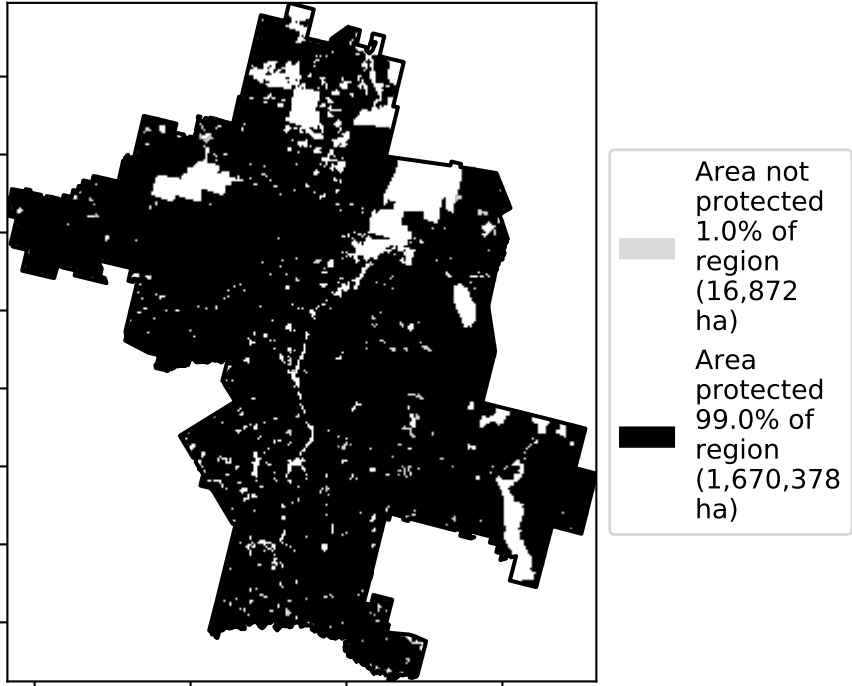 Area not
protected
1.0% of
region
(16,872
ha)
Area
protected
99.0% of
region
(1,670,378
ha)